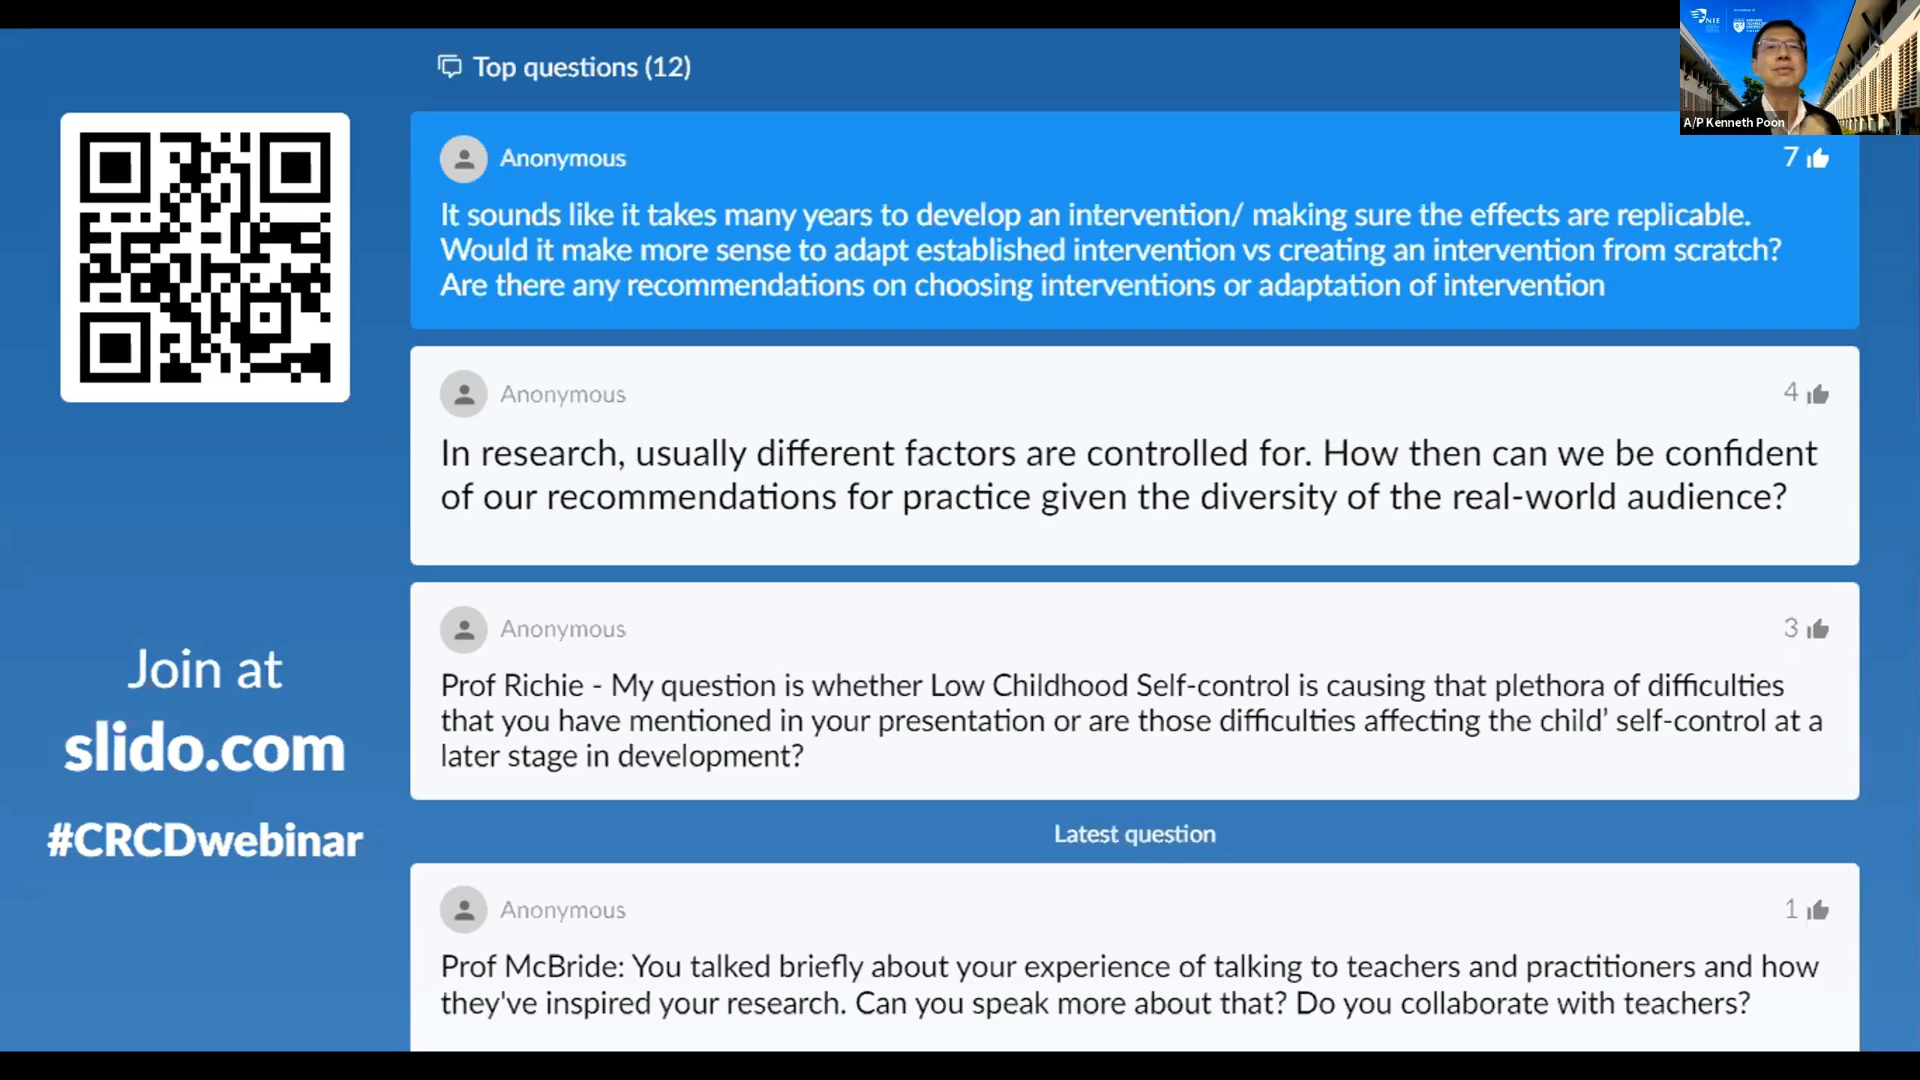 Top questions (12)
NIE
A/P Kenneth Poon
Anonymous
7
It sounds like it takes many years to develop an intervention/ making sure the effects are replicable.
Would it make more sense to adapt established intervention vs creating an intervention from scratch?
Are there any recommendations on choosing interventions or adaptation of intervention
Anonymous
4
In research, usually different factors are controlled for. How then can we be confident
of our recommendations for practice given the diversity of the real-world audience?
Anonymous
3
Prof Richie - My question is whether Low Childhood Self-control is causing that plethora of difficulties
that you have mentioned in your presentation or are those difficulties affecting the child’ self-control at a
later stage in development?
Join at
slido.com
#CRCDwebinar
Latest question
Anonymous
1
Prof McBride: You talked briefly about your experience of talking to teachers and practitioners and how
they've inspired your research. Can you speak more about that? Do you collaborate with teachers?